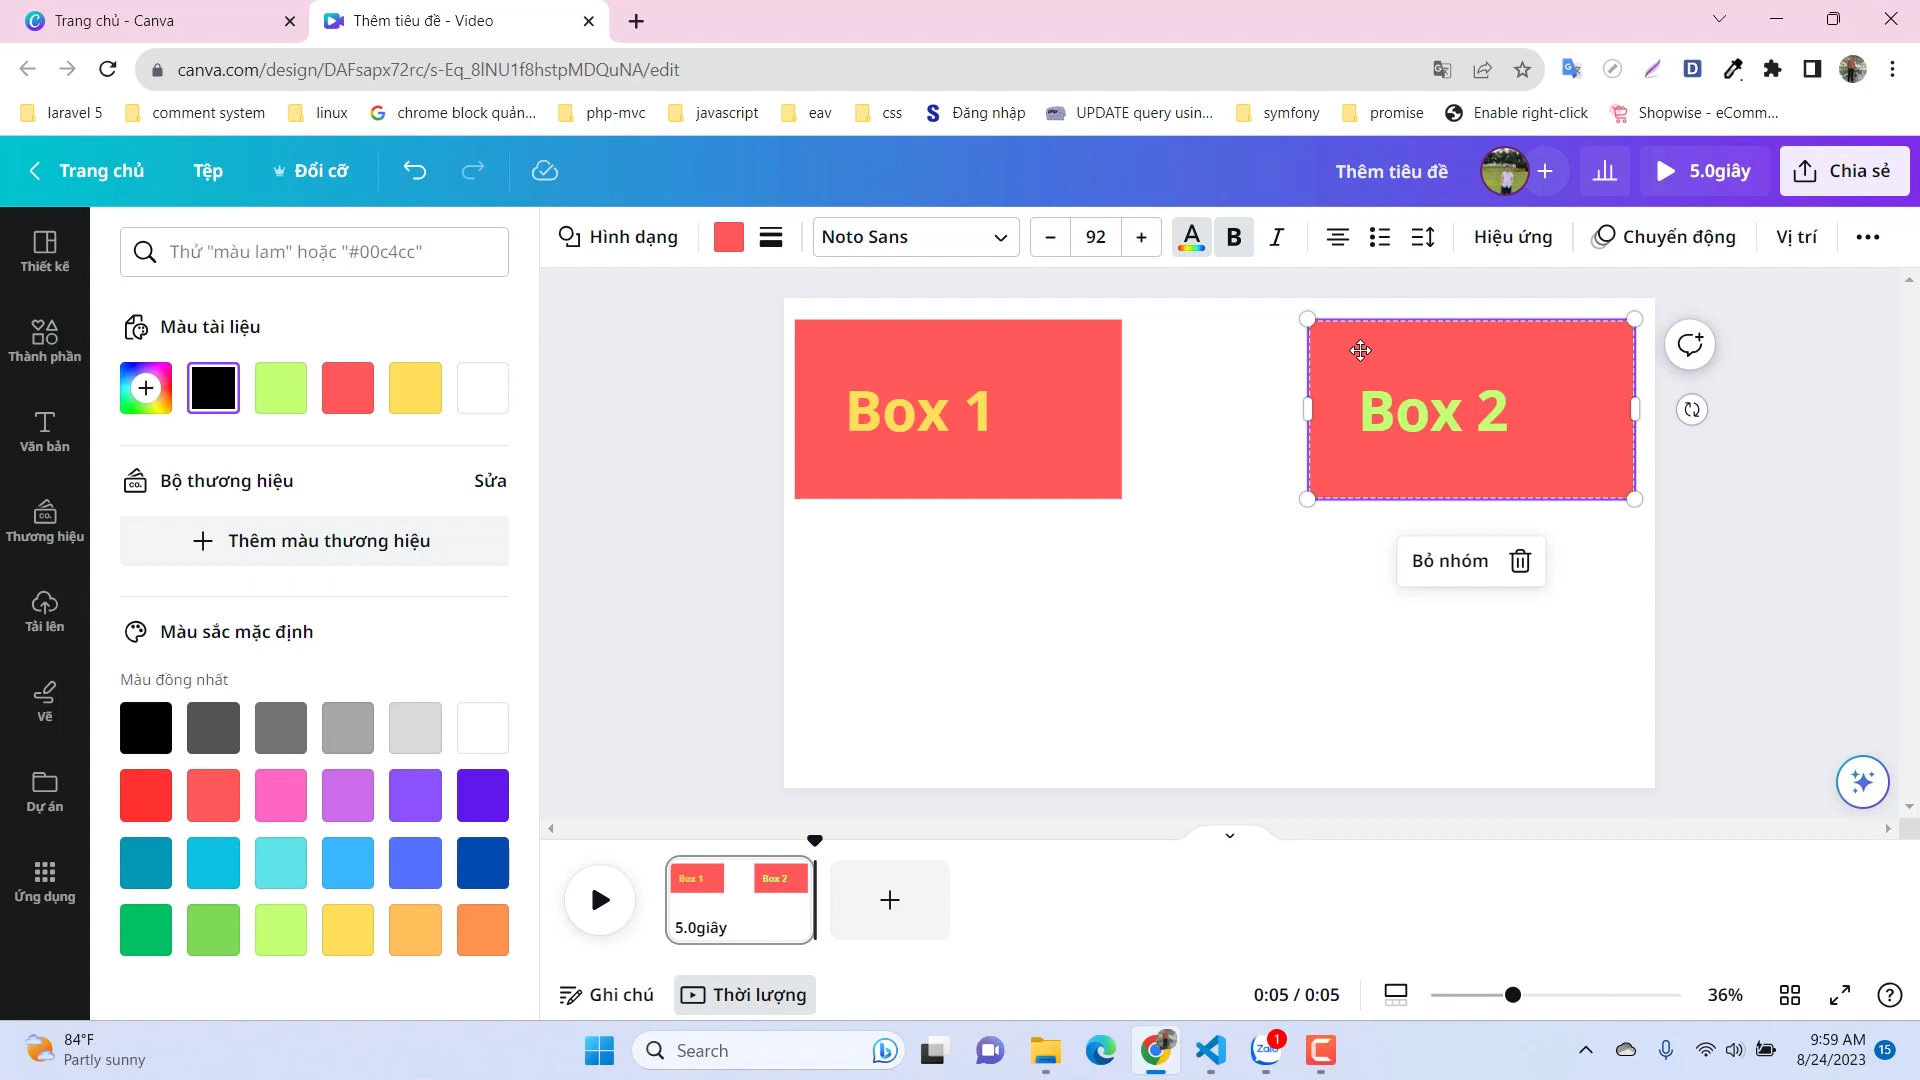 Trang chủ - Canva
Thêm tiêu đề - Video
canva.com/design/DAFsapx72rc/s-Eq_8lNU1f8hstpMDQuNA/edit
laravel 5
comment system
linux
chrome block quản...
php-mvc
javascript
eav
css
Đăng nhập
UPDATE query usin...
symfony
promise
Enable right-click
Shopwise - eComm...
Trang chủ
Tệp
Đổi cỡ
Thêm tiêu đề
5.0giây
Chia sẻ
Thiết kế
Thành phần
Văn bản
Thương hiệu
Tải lên
Vẽ
Dự án
Ứng dụng
Thử "màu lam" hoặc "#00c4cc"
Màu tài liệu
Bộ thương hiệu
Sửa
Thêm màu thương hiệu
Màu sắc mặc định
Màu đồng nhất
Hình dạng
Noto Sans
92
A
B
I
Hiệu ứng
Chuyển động
Vị trí
Box 1
Box 2
Bỏ nhóm
Box 1
Box 2
5.0giây
Ghi chú
Thời lượng
0:05 / 0:05
36%
84°F
Partly sunny
Search
Zalo
1
9:59 AM
8/24/2023
15